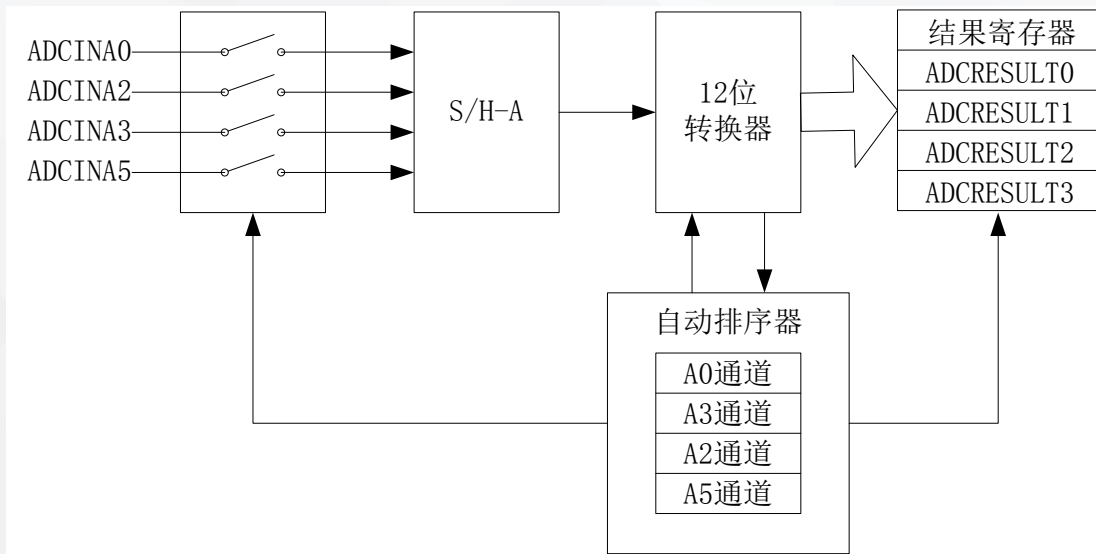 ADCINA0
ADCINA2
ADCINA3
ADCINA5
S/H-A
12位
转换器
结果寄存器
ADCRESULT0
ADCRESULT1
ADCRESULT2
ADCRESULT3
自动排序器
A0通道
A3通道
A2通道
A5通道